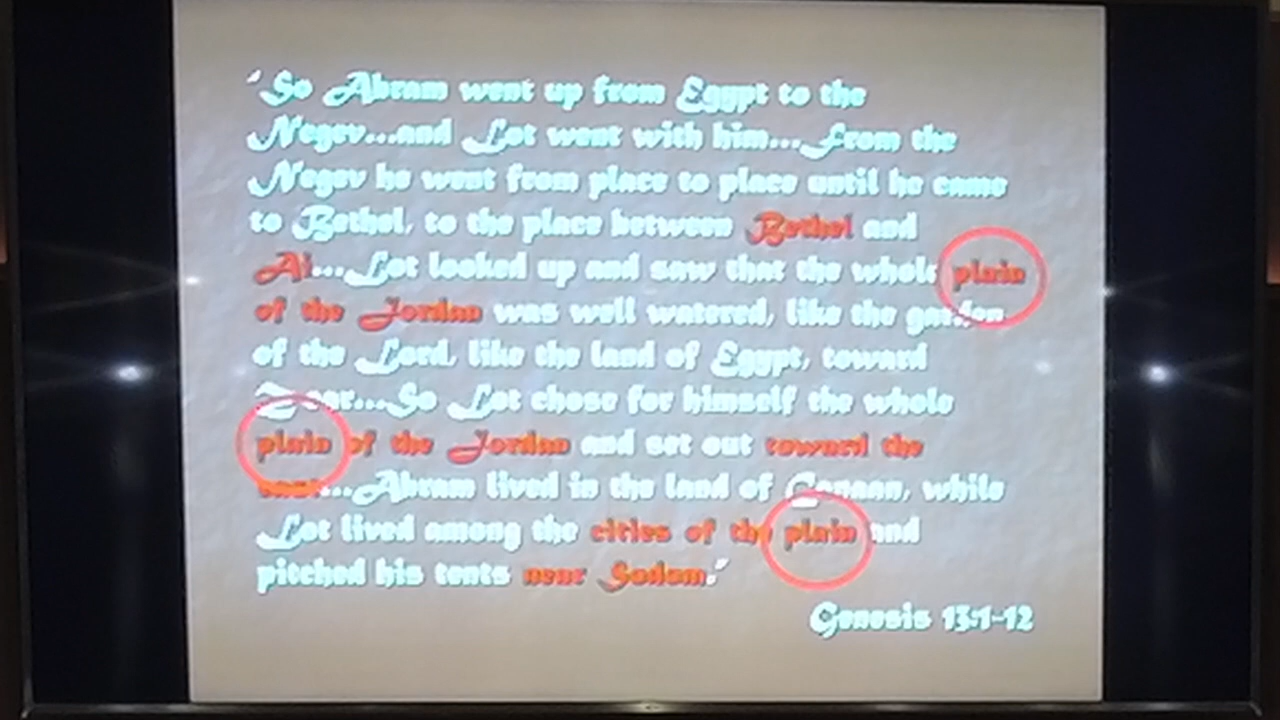 "So Abram went up from Egypt to the
Negev...and Lot went with him...From the
Negev he went from place to place until he came
to Bethel, to the place between Bethel and
Ai...Lot looked up and saw that the whole plain
of the Jordan was well watered, like the garden
of the Lord, like the land of Egypt, toward
Zoar...So Lot chose for himself the whole
plain of the Jordan and set out toward the
east...Abram lived in the land of Canaan, while
Lot lived among the cities of the plain and
pitched his tents near Sodom."
Genesis 13:1-12